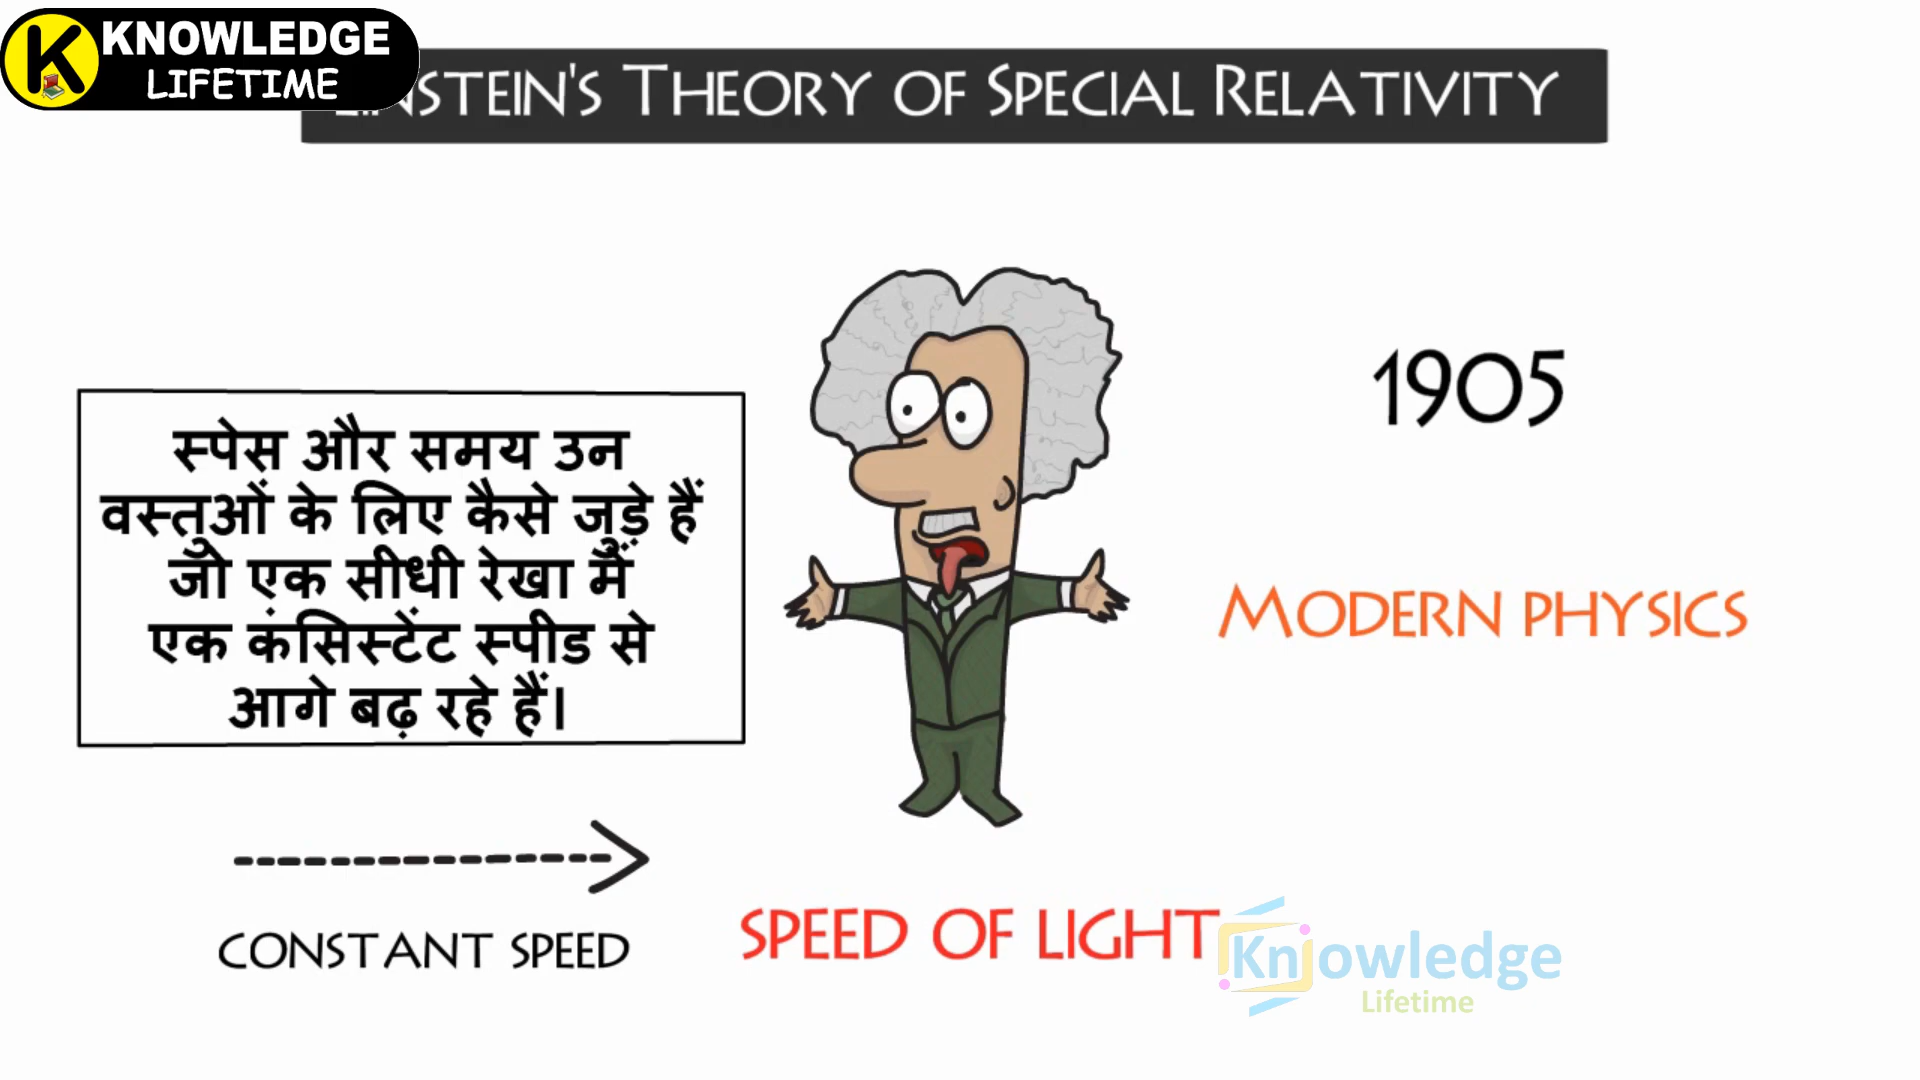 KNOWLEDGE
LIFETIME
EINSTEIN'S THEORY OF SPECIAL RELATIVITY
1905
स्पेस और समय उन
वस्तुओं के लिए कैसे जुड़े हैं
जो एक सीधी रेखा में
एक कंसिस्टेंट स्पीड से
आगे बढ़ रहे हैं।
MODERN PHYSICS
CONSTANT SPEED
SPEED OF LIGHT
Knowledge
Lifetime